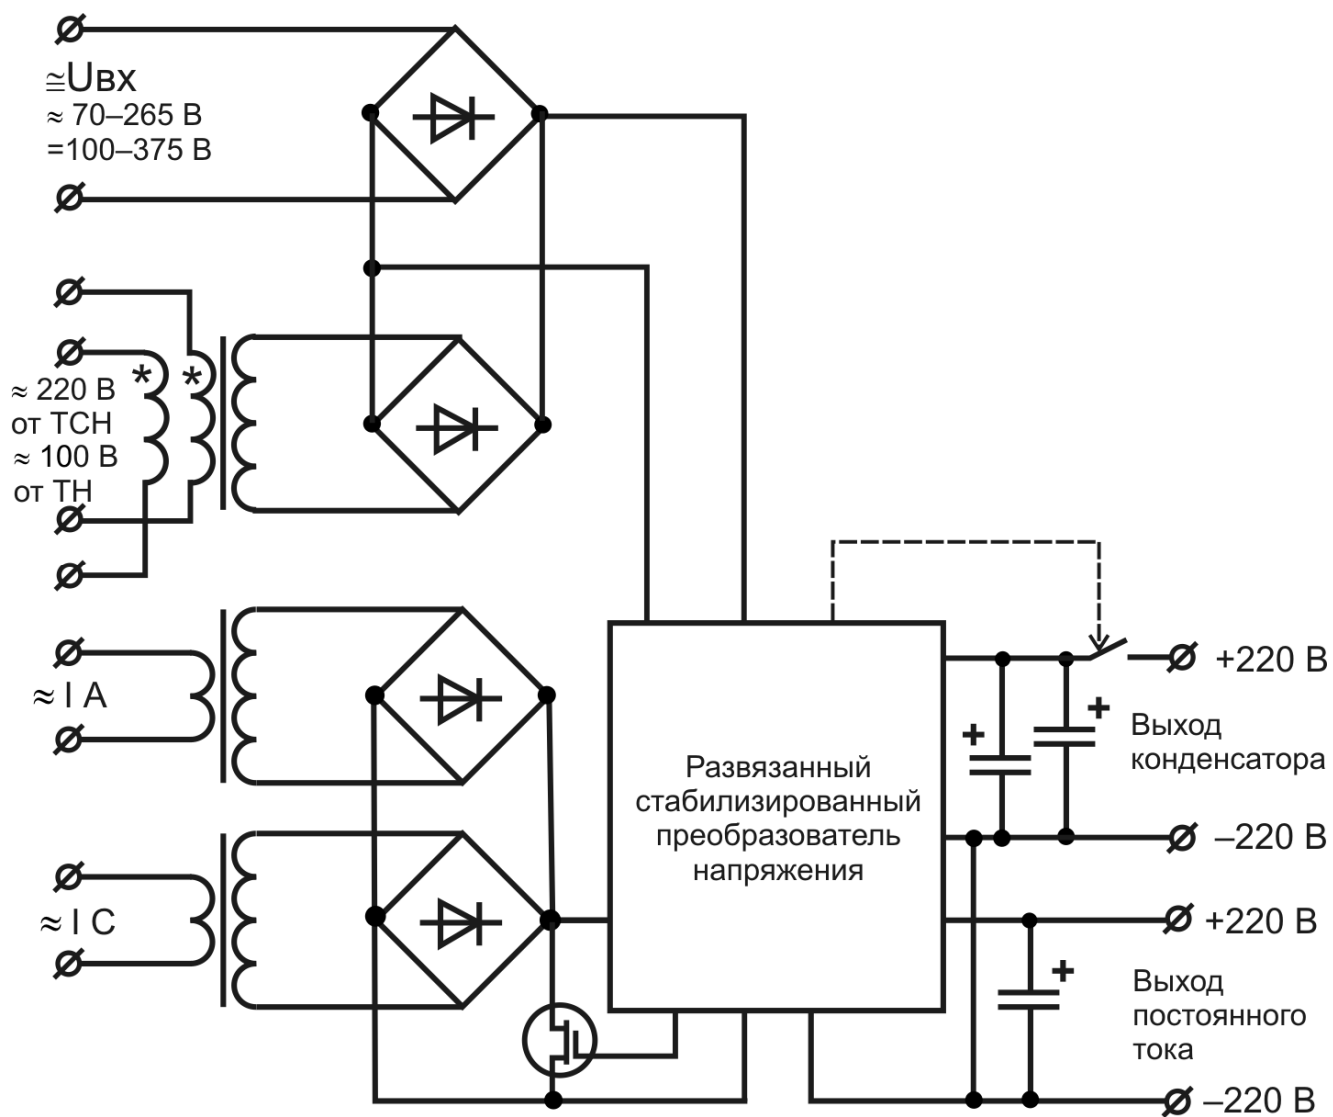 ≅Uвх
≈ 70–265 В
=100–375 В
* *
≈ 220 В
от ТСН
≈ 100 В
от ТН
≈ I A
≈ I C
Развязанный
стабилизированный
преобразователь
напряжения
+220 В
+ +
Выход
конденсатора
–220 В
+220 В
+
Выход
постоянного
тока
–220 В